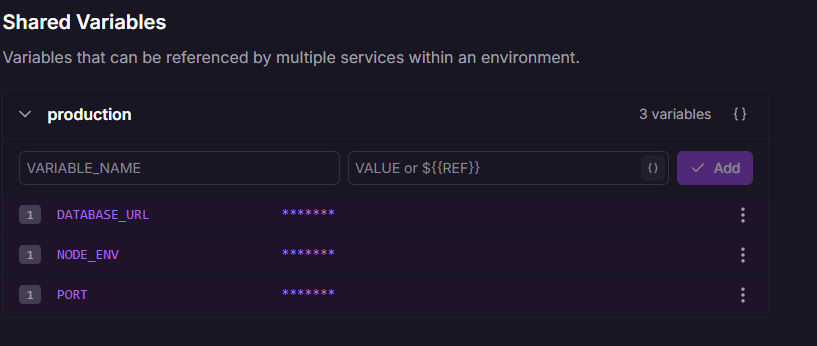 Shared Variables
Variables that can be referenced by multiple services within an environment.
production 3 variables { }
VARIABLE_NAME VALUE or ${{REF}} {} Add
1 DATABASE_URL *******
1 NODE_ENV *******
1 PORT *******